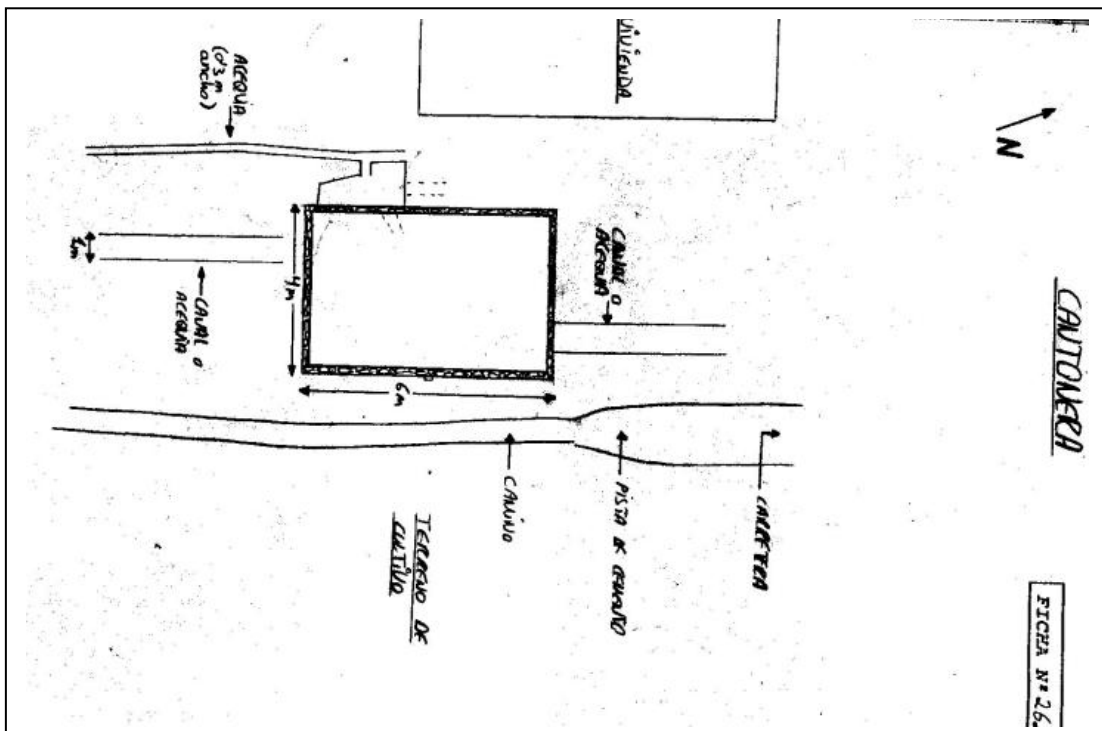 CANTONERA
FICHA Nº 26.
N
VIVIENDA
ACEQUIA
(0'3 m
ancho)
CANAL O
ACEQUIA
1m
CANAL O
ACEQUIA
4m
6m
CARRETERA
PISTA DE CEMENTO
CAMINO
TERRENO DE
CULTIVO